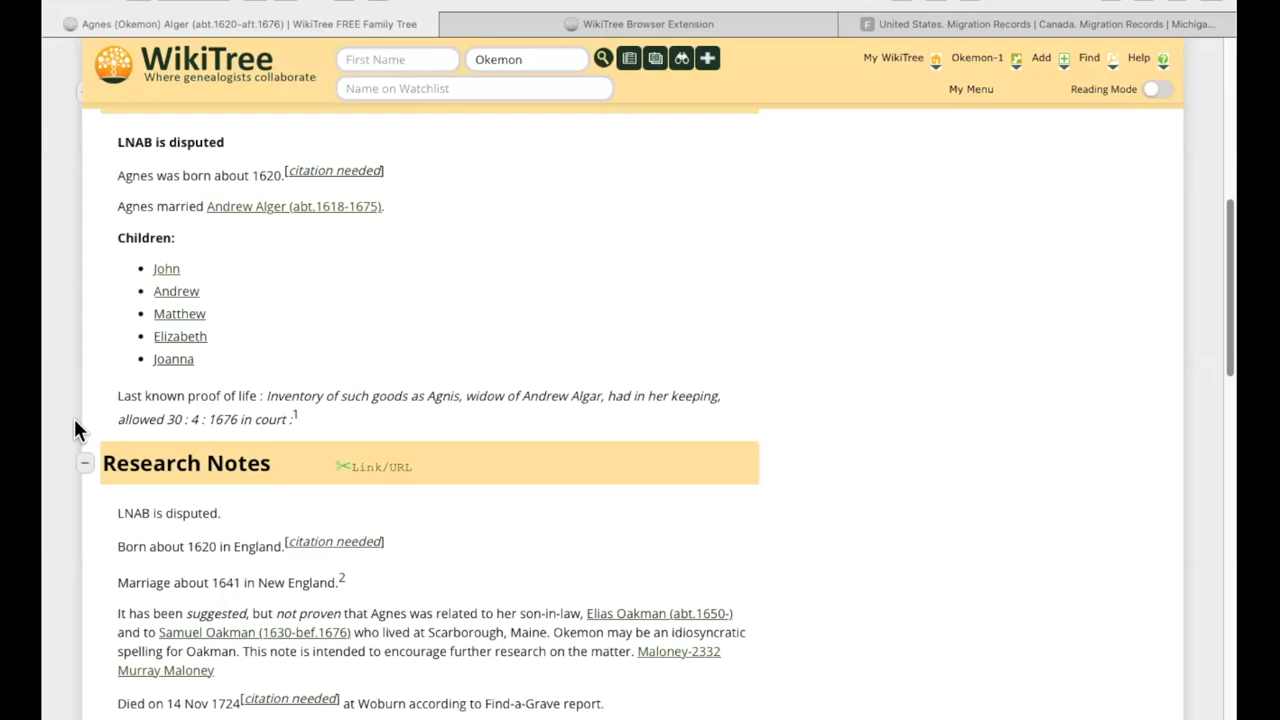 Agnes (Okemon) Alger (abt.1620-aft.1676) | WikiTree FREE Family Tree
WikiTree Browser Extension
United States. Migration Records | Canada. Migration Records | Michiga...
WikiTree
Where genealogists collaborate
First Name
Okemon
My WikiTree
Okemon-1
Add
Find
Help
Name on Watchlist
My Menu
Reading Mode
LNAB is disputed
Agnes was born about 1620.[citation needed]
Agnes married Andrew Alger (abt.1618-1675).
Children:
• John
• Andrew
• Matthew
• Elizabeth
• Joanna
Last known proof of life : Inventory of such goods as Agnis, widow of Andrew Algar, had in her keeping,
allowed 30 : 4 : 1676 in court :1
Research Notes
Link/URL
LNAB is disputed.
Born about 1620 in England.[citation needed]
Marriage about 1641 in New England.2
It has been suggested, but not proven that Agnes was related to her son-in-law, Elias Oakman (abt.1650-)
and to Samuel Oakman (1630-bef.1676) who lived at Scarborough, Maine. Okemon may be an idiosyncratic
spelling for Oakman. This note is intended to encourage further research on the matter. Maloney-2332
Murray Maloney
Died on 14 Nov 1724[citation needed] at Woburn according to Find-a-Grave report.